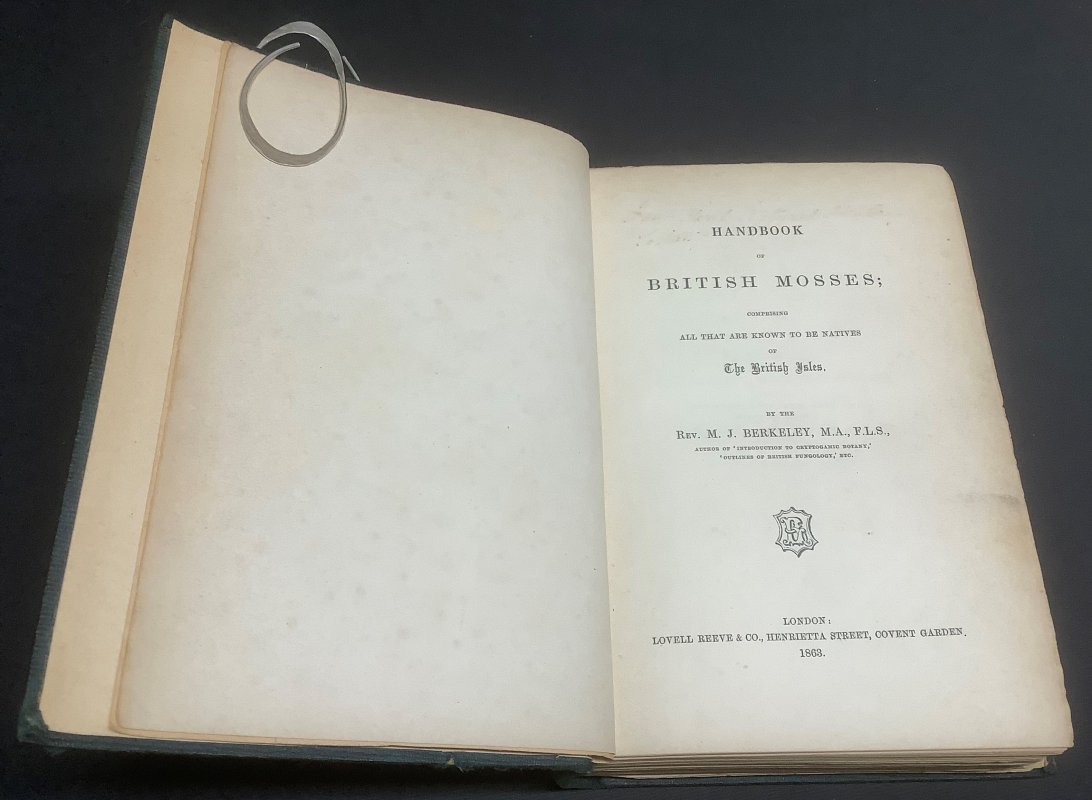 HANDBOOK
OF
BRITISH MOSSES;
COMPRISING
ALL THAT ARE KNOWN TO BE NATIVES
OF
The British Isles.
BY THE
REV. M. J. BERKELEY, M.A., F.L.S.,
AUTHOR OF 'INTRODUCTION TO CRYPTOGAMIC BOTANY,'
'OUTLINES OF BRITISH FUNGOLOGY,' ETC.
LONDON:
LOVELL REEVE & CO., HENRIETTA STREET, COVENT GARDEN.
1863.